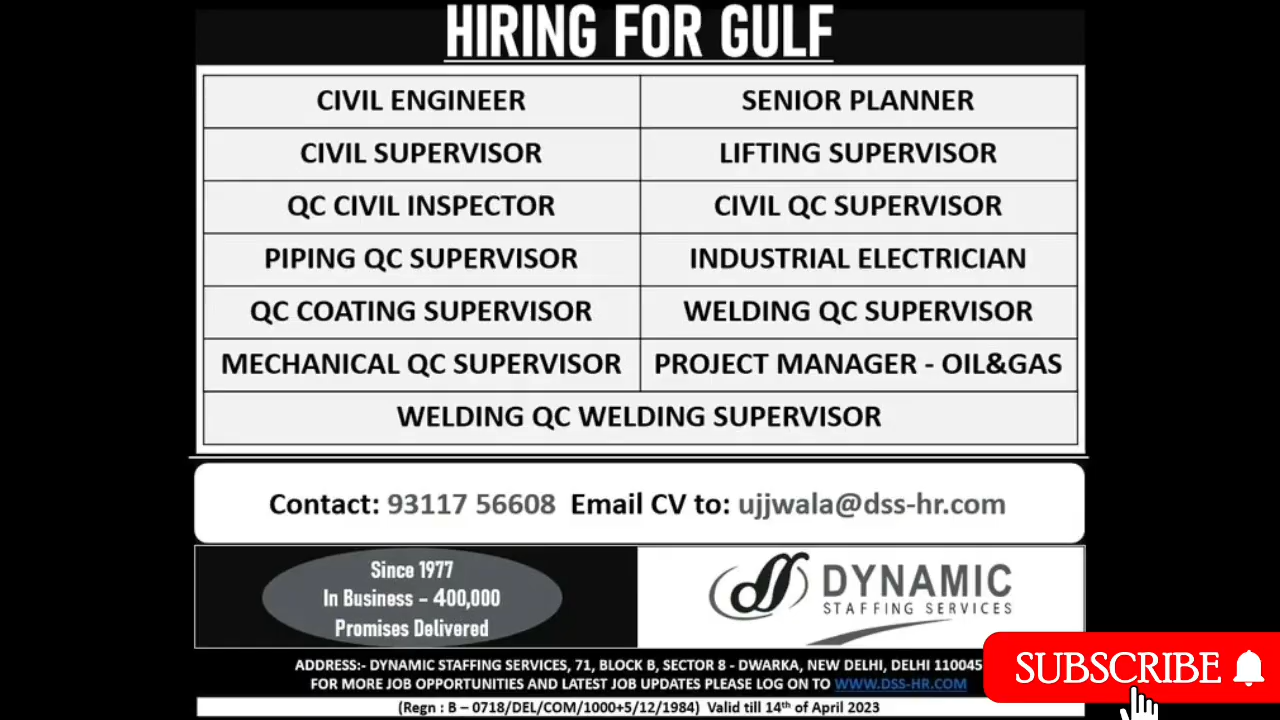 HIRING FOR GULF
CIVIL ENGINEER
SENIOR PLANNER
CIVIL SUPERVISOR
LIFTING SUPERVISOR
QC CIVIL INSPECTOR
CIVIL QC SUPERVISOR
PIPING QC SUPERVISOR
INDUSTRIAL ELECTRICIAN
QC COATING SUPERVISOR
WELDING QC SUPERVISOR
MECHANICAL QC SUPERVISOR
PROJECT MANAGER - OIL&GAS
WELDING QC WELDING SUPERVISOR
Contact: 93117 56608 Email CV to: ujjwala@dss-hr.com
Since 1977
In Business – 400,000
Promises Delivered
dss DYNAMIC
STAFFING SERVICES
ADDRESS:- DYNAMIC STAFFING SERVICES, 71, BLOCK B, SECTOR 8 - DWARKA, NEW DELHI, DELHI 110045
FOR MORE JOB OPPORTUNITIES AND LATEST JOB UPDATES PLEASE LOG ON TO WWW.DSS-HR.COM
(Regn : B – 0718/DEL/COM/1000+5/12/1984) Valid till 14th of April 2023
SUBSCRIBE